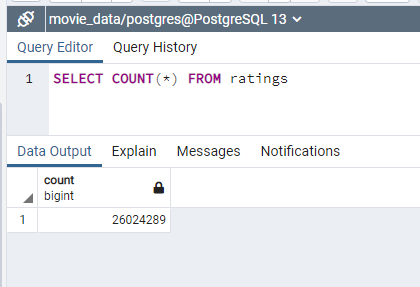 movie_data/postgres@PostgreSQL 13
Query Editor Query History
1 SELECT COUNT(*) FROM ratings
Data Output Explain Messages Notifications
count
bigint
1 26024289